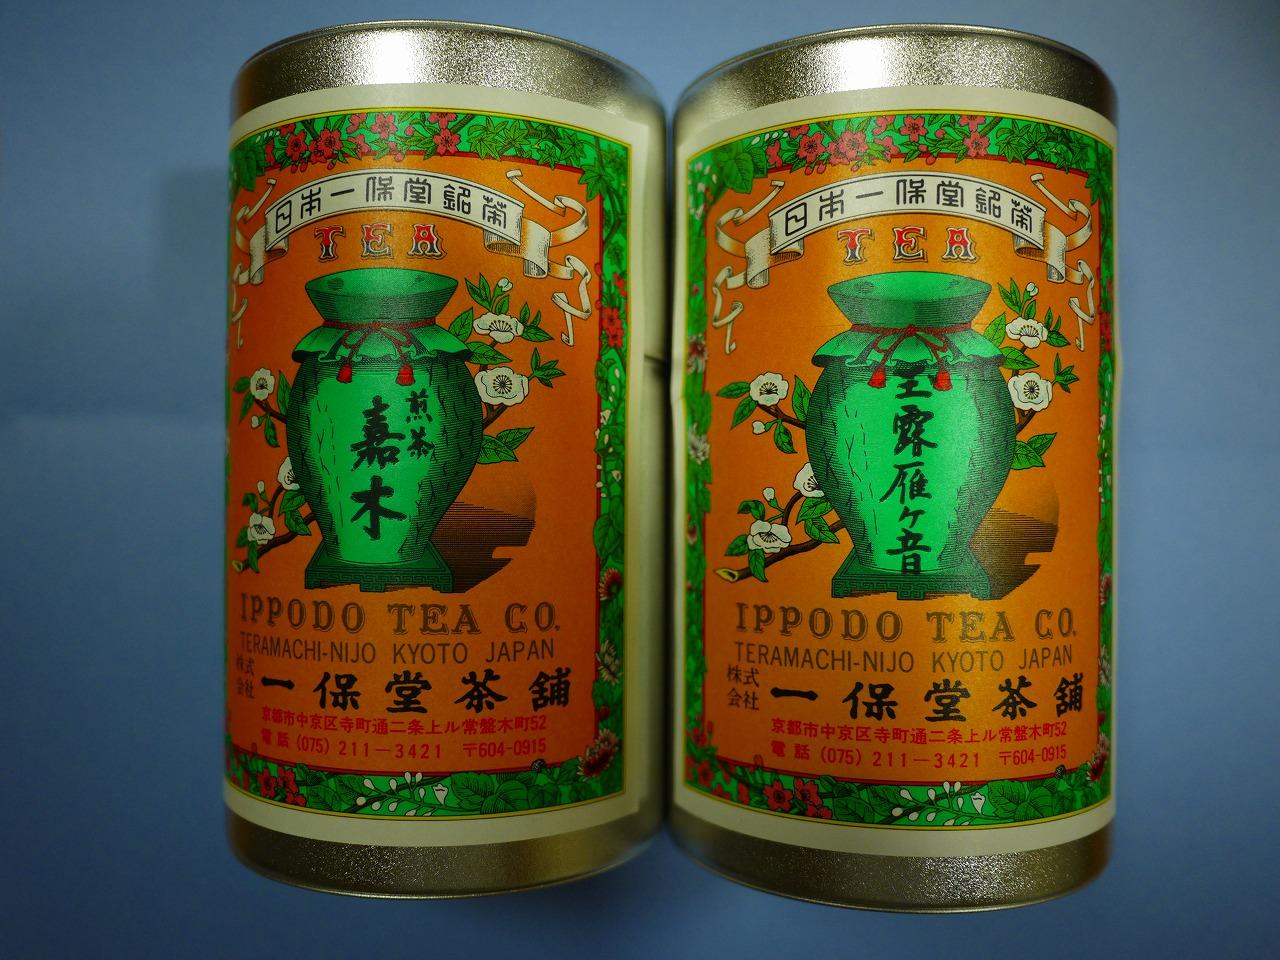 日本一保堂銘茶
TEA
煎茶
嘉木
IPPODO TEA CO.
TERAMACHI-NIJO KYOTO JAPAN
株式会社 一保堂茶舗
京都市中京区寺町通二条上ル常盤木町52
電話 (075) 211-3421 〒604-0915
日本一保堂銘茶
TEA
玉露雁ヶ音
IPPODO TEA CO.
TERAMACHI-NIJO KYOTO JAPAN
株式会社 一保堂茶舗
京都市中京区寺町通二条上ル常盤木町52
電話 (075) 211-3421 〒604-0915